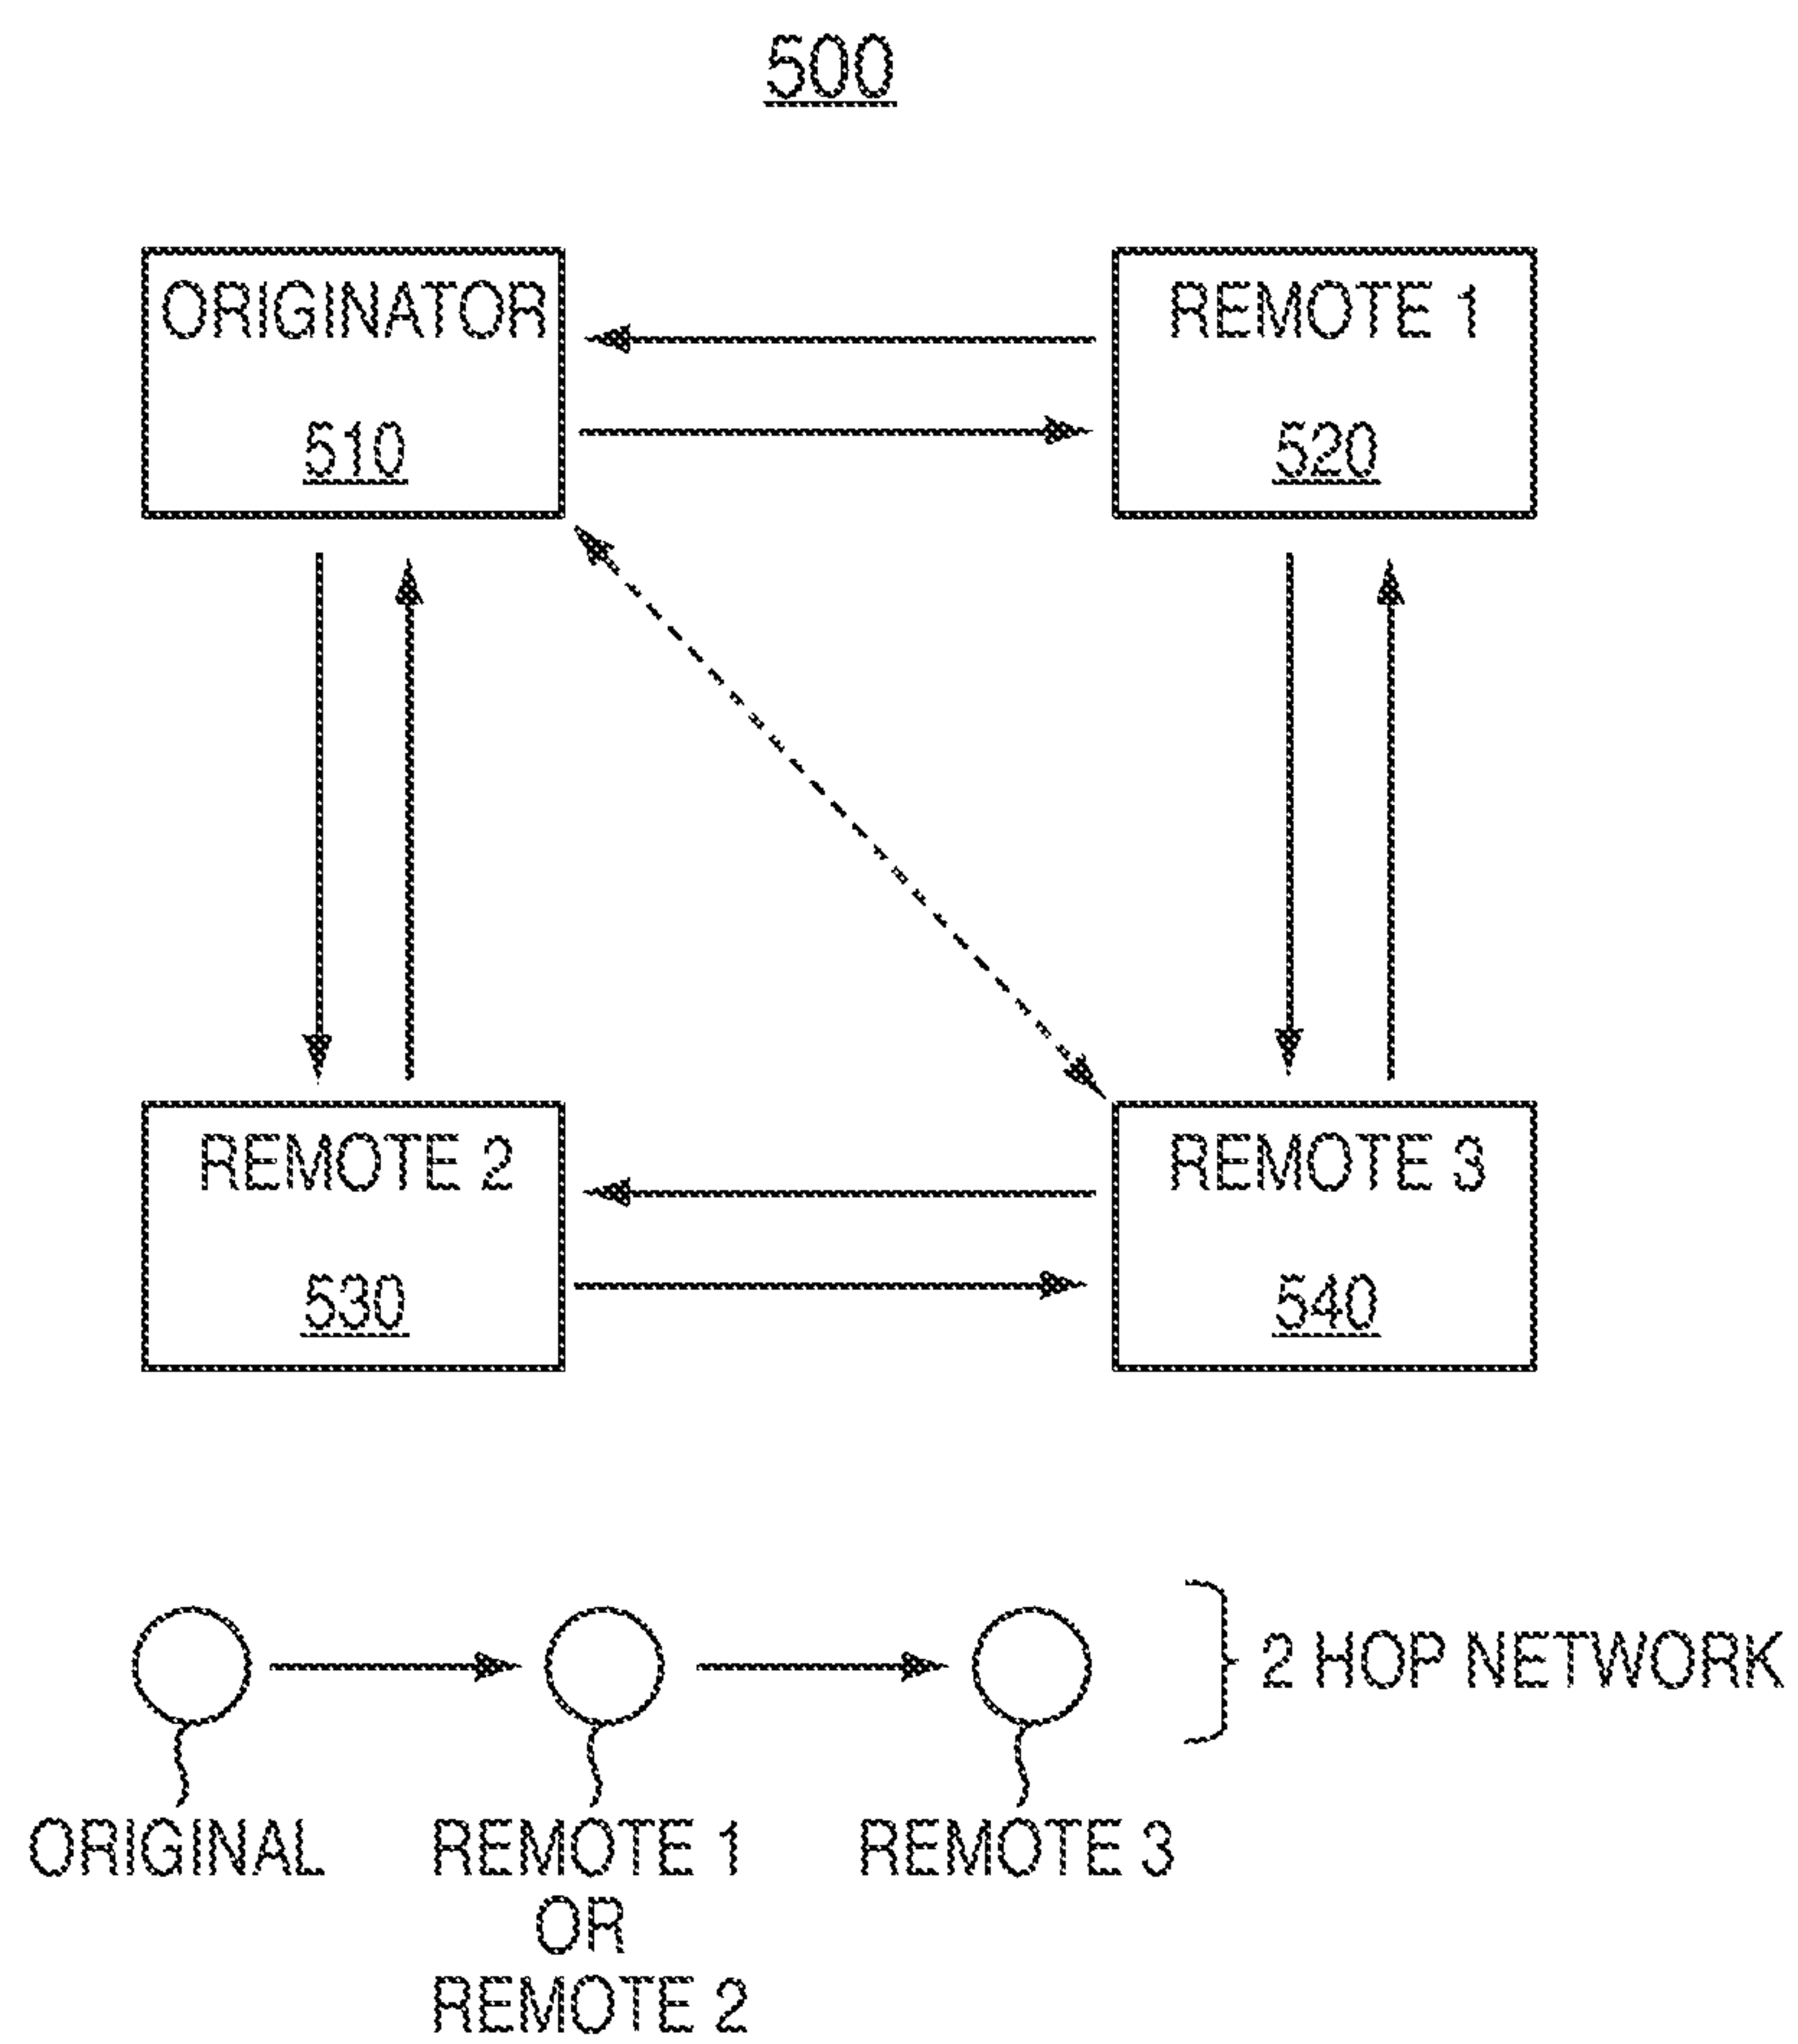 500
ORIGINATOR
510
REMOTE 1
520
REMOTE 2
530
REMOTE 3
540
2 HOP NETWORK
ORIGINAL
REMOTE 1
OR
REMOTE 2
REMOTE 3